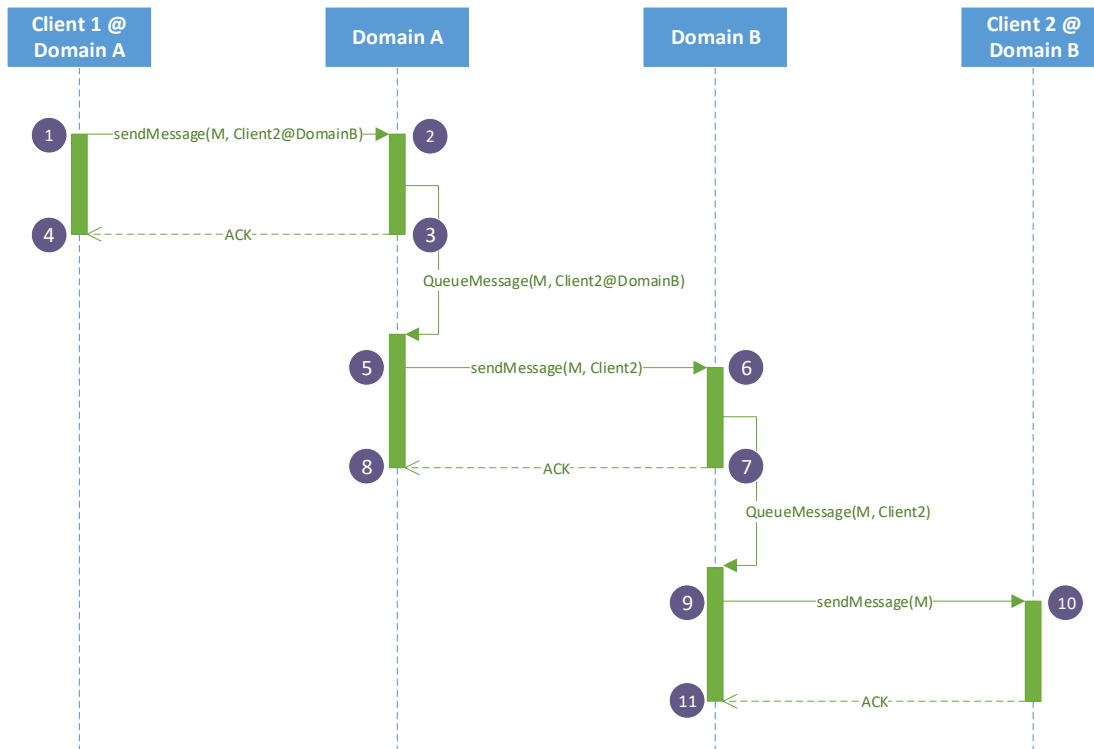 Client 1 @
Domain A
Domain A
Domain B
Client 2 @
Domain B
1
sendMessage(M, Client2@DomainB)
2
4
ACK
3
QueueMessage(M, Client2@DomainB)
5
sendMessage(M, Client2)
6
8
ACK
7
QueueMessage(M, Client2)
9
sendMessage(M)
10
11
ACK